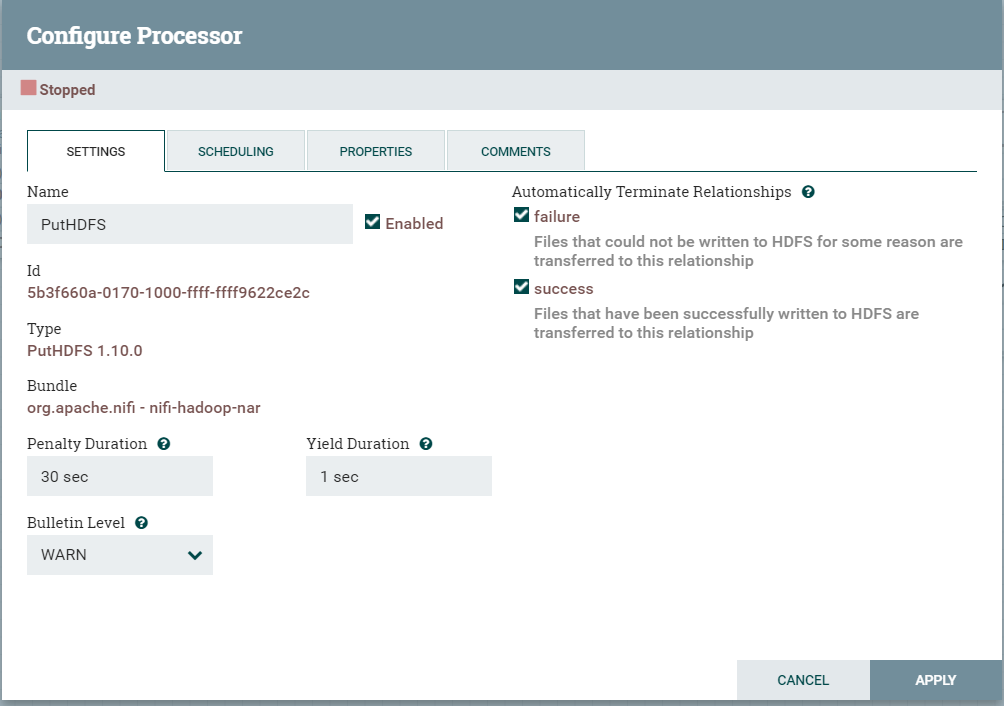 Configure Processor
Stopped
SETTINGS
SCHEDULING
PROPERTIES
COMMENTS
Name
PutHDFS
Enabled
Id
5b3f660a-0170-1000-ffff-ffff9622ce2c
Type
PutHDFS 1.10.0
Bundle
org.apache.nifi - nifi-hadoop-nar
Penalty Duration
30 sec
Yield Duration
1 sec
Bulletin Level
WARN
Automatically Terminate Relationships
failure
Files that could not be written to HDFS for some reason are
transferred to this relationship
success
Files that have been successfully written to HDFS are
transferred to this relationship
CANCEL
APPLY